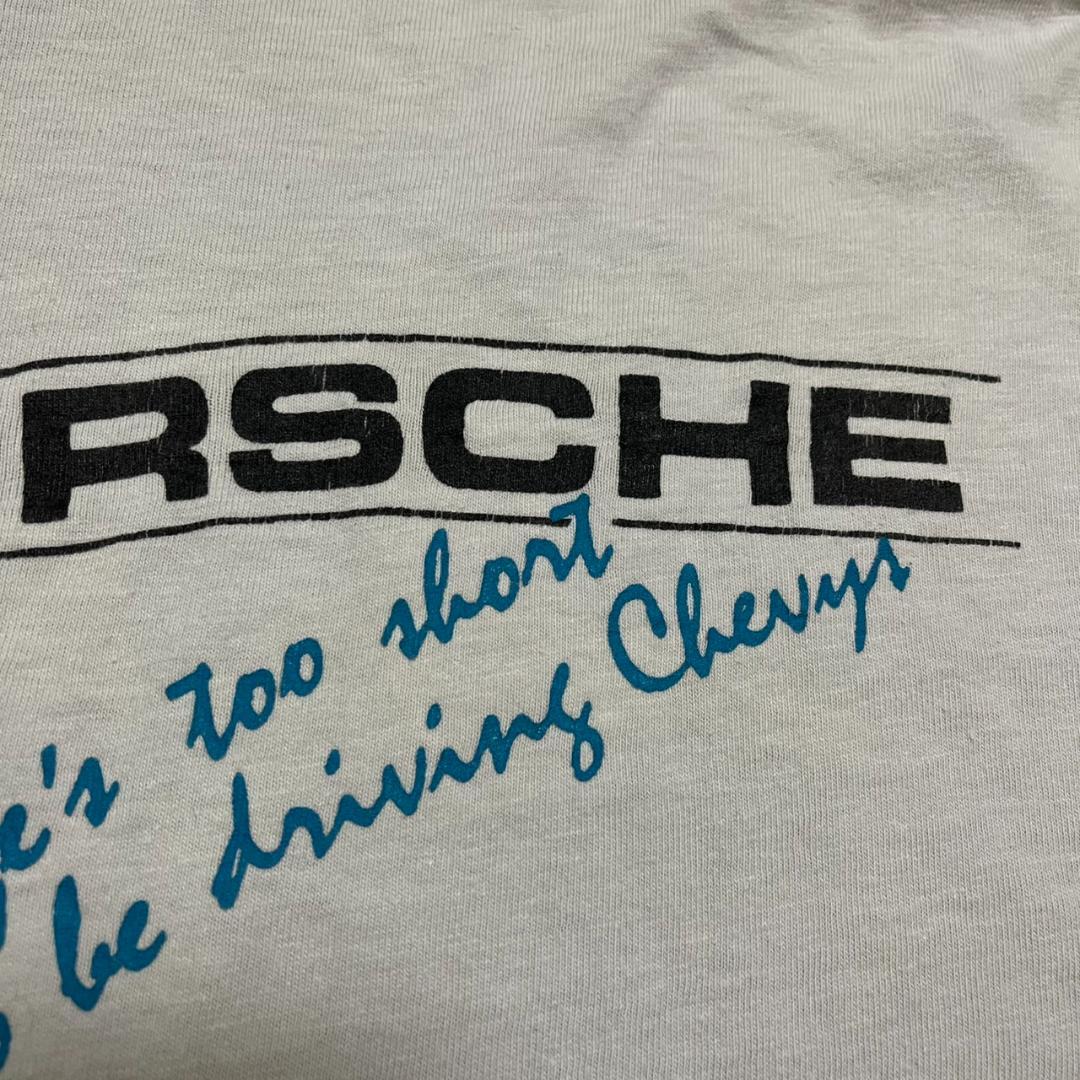 RSCHE
e's too short
be driving Chevys